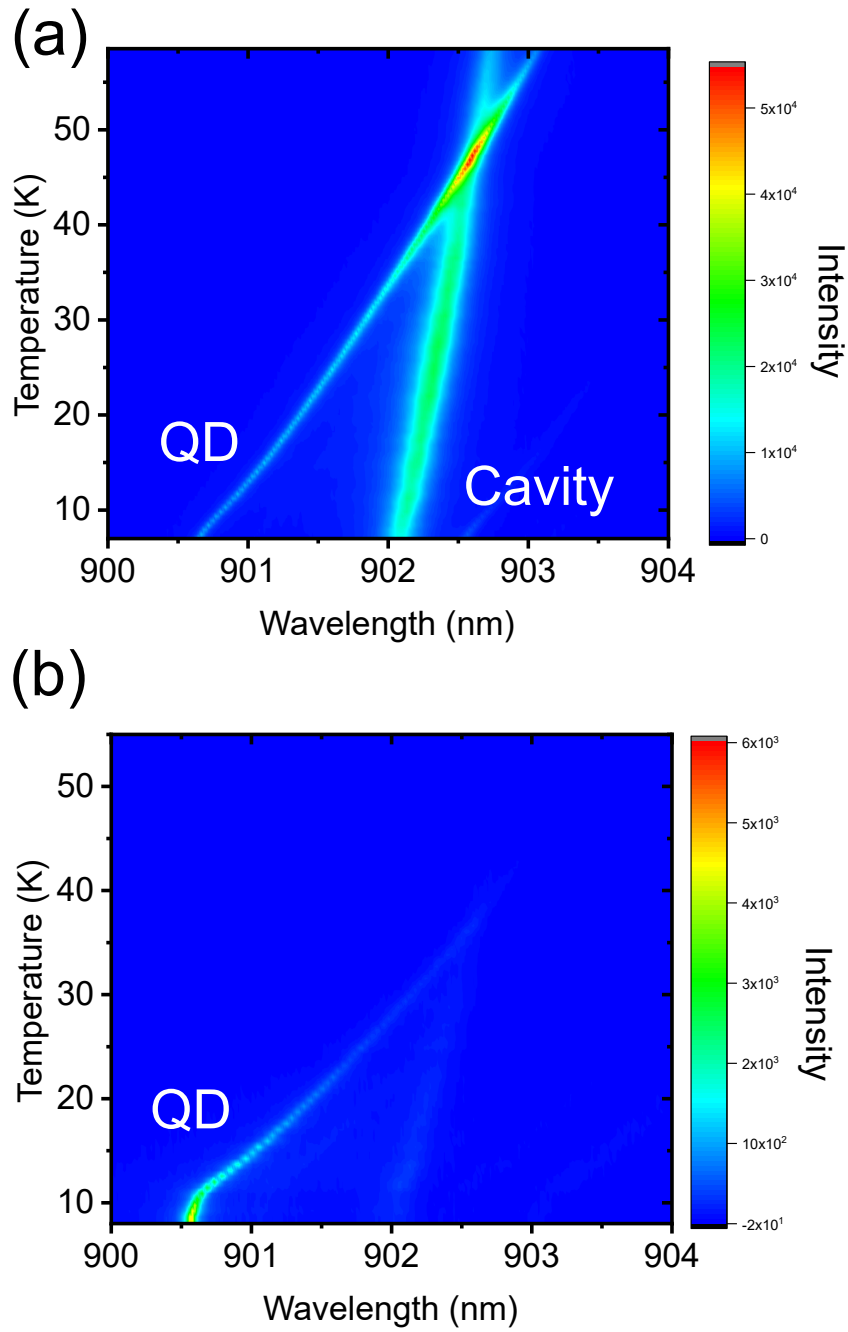 (a)
Temperature (K)
50
40
30
20
10
QD
Cavity
900 901 902 903 904
Wavelength (nm)
5x10⁴
4x10⁴
3x10⁴
2x10⁴
1x10⁴
0
Intensity
(b)
Temperature (K)
50
40
30
20
10
QD
900 901 902 903 904
Wavelength (nm)
6x10³
5x10³
4x10³
3x10³
2x10³
10x10²
-2x10¹
Intensity